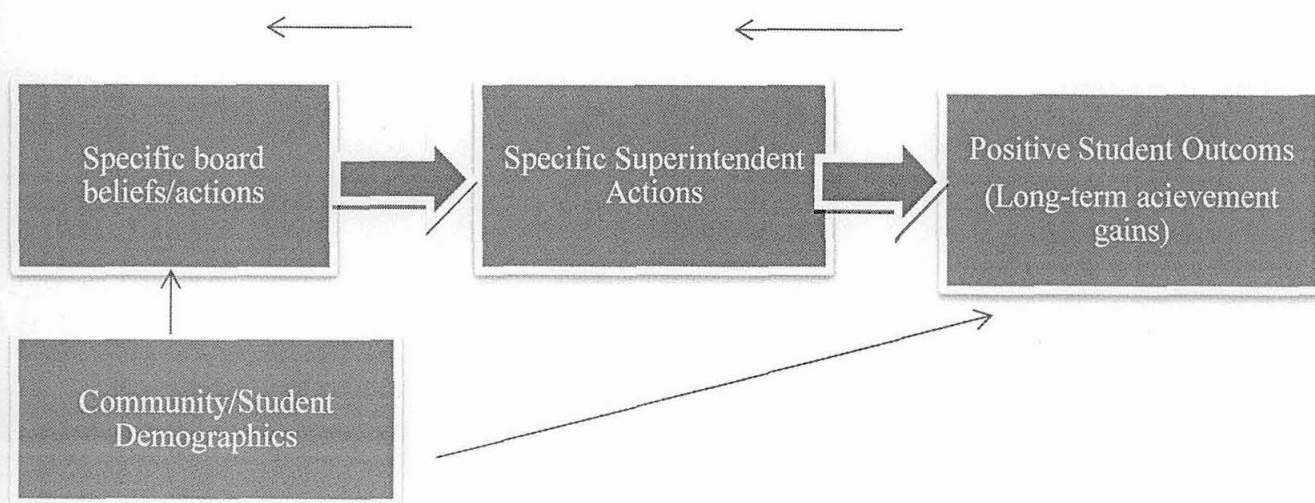 Specific board
beliefs/actions
Specific Superintendent
Actions
Positive Student Outcoms
(Long-term acievement
gains)
Community/Student
Demographics